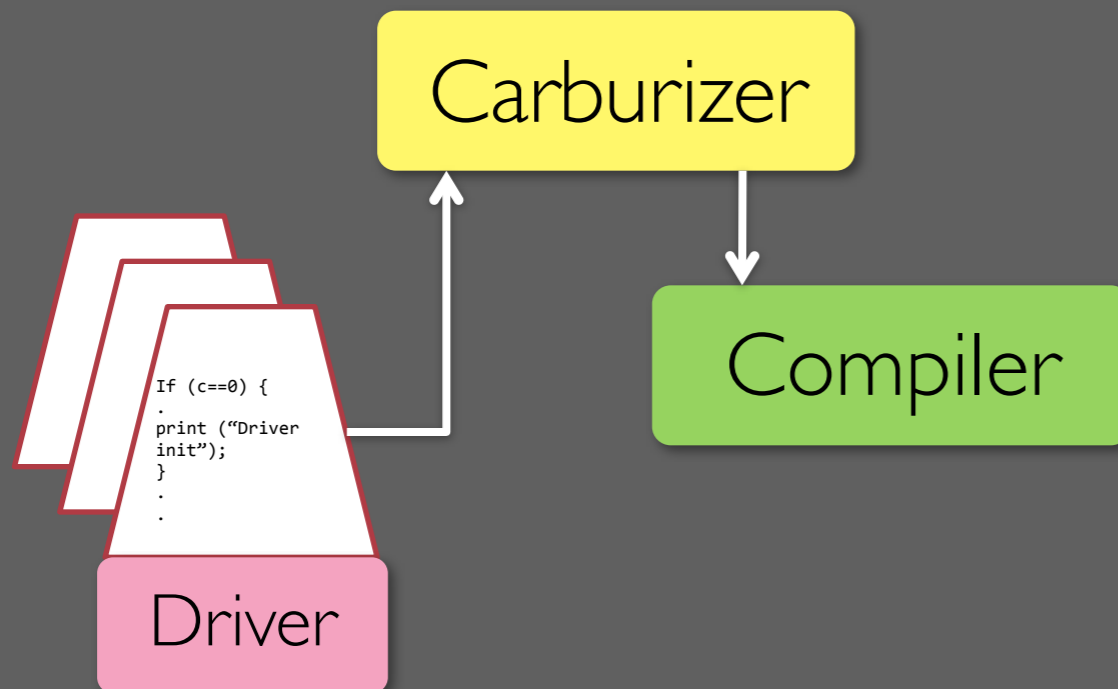 Carburizer
Compiler
If (c==0) {
.
print (“Driver
init”);
}
.
.
Driver